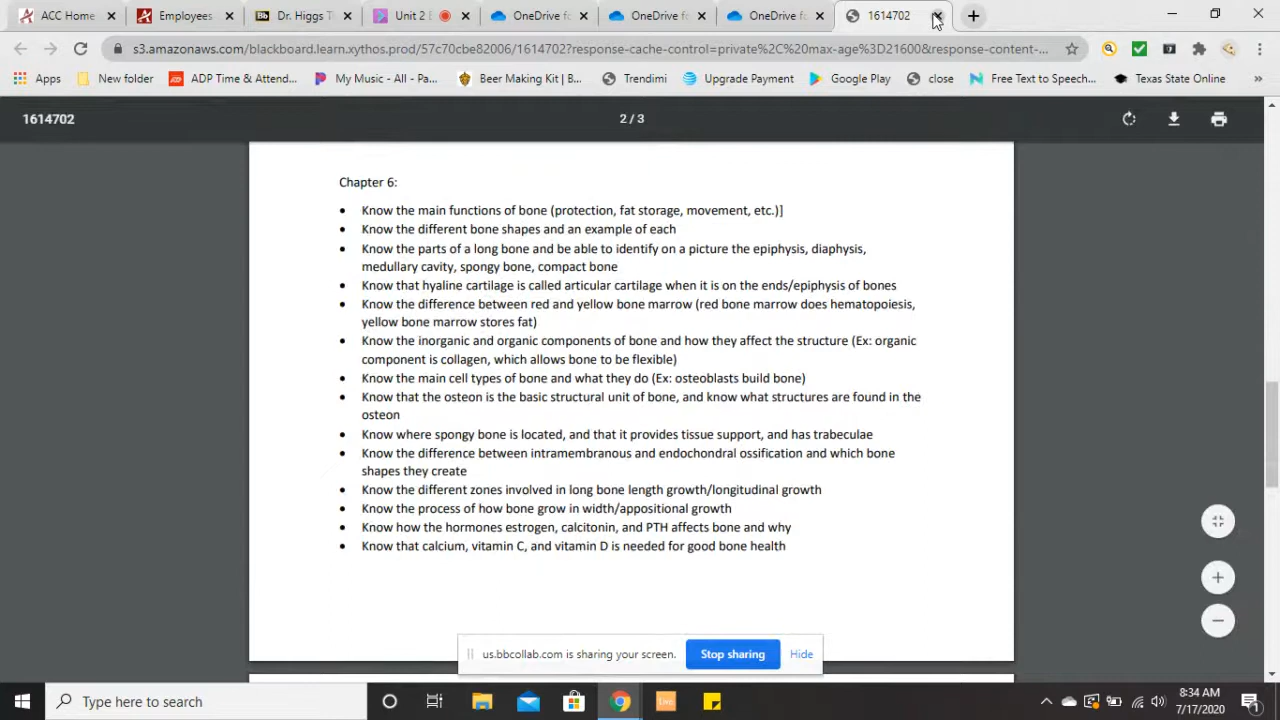 ACC Home
Employees
Dr. Higgs T
Unit 2 E
OneDrive fo
OneDrive fo
OneDrive fo
1614702
s3.amazonaws.com/blackboard.learn.xythos.prod/57c70cbe82006/1614702?response-cache-control=private%2C%20max-age%3D21600&response-content-...
Apps
New folder
ADP Time & Attend...
My Music - All - Pa...
Beer Making Kit | B...
Trendimi
Upgrade Payment
Google Play
close
Free Text to Speech...
Texas State Online
»
1614702
2 / 3
Chapter 6:
• Know the main functions of bone (protection, fat storage, movement, etc.)]
• Know the different bone shapes and an example of each
• Know the parts of a long bone and be able to identify on a picture the epiphysis, diaphysis,
medullary cavity, spongy bone, compact bone
• Know that hyaline cartilage is called articular cartilage when it is on the ends/epiphysis of bones
• Know the difference between red and yellow bone marrow (red bone marrow does hematopoiesis,
yellow bone marrow stores fat)
• Know the inorganic and organic components of bone and how they affect the structure (Ex: organic
component is collagen, which allows bone to be flexible)
• Know the main cell types of bone and what they do (Ex: osteoblasts build bone)
• Know that the osteon is the basic structural unit of bone, and know what structures are found in the
osteon
• Know where spongy bone is located, and that it provides tissue support, and has trabeculae
• Know the difference between intramembranous and endochondral ossification and which bone
shapes they create
• Know the different zones involved in long bone length growth/longitudinal growth
• Know the process of how bone grow in width/appositional growth
• Know how the hormones estrogen, calcitonin, and PTH affects bone and why
• Know that calcium, vitamin C, and vitamin D is needed for good bone health
us.bbcollab.com is sharing your screen.
Stop sharing
Hide
Type here to search
8:34 AM
7/17/2020